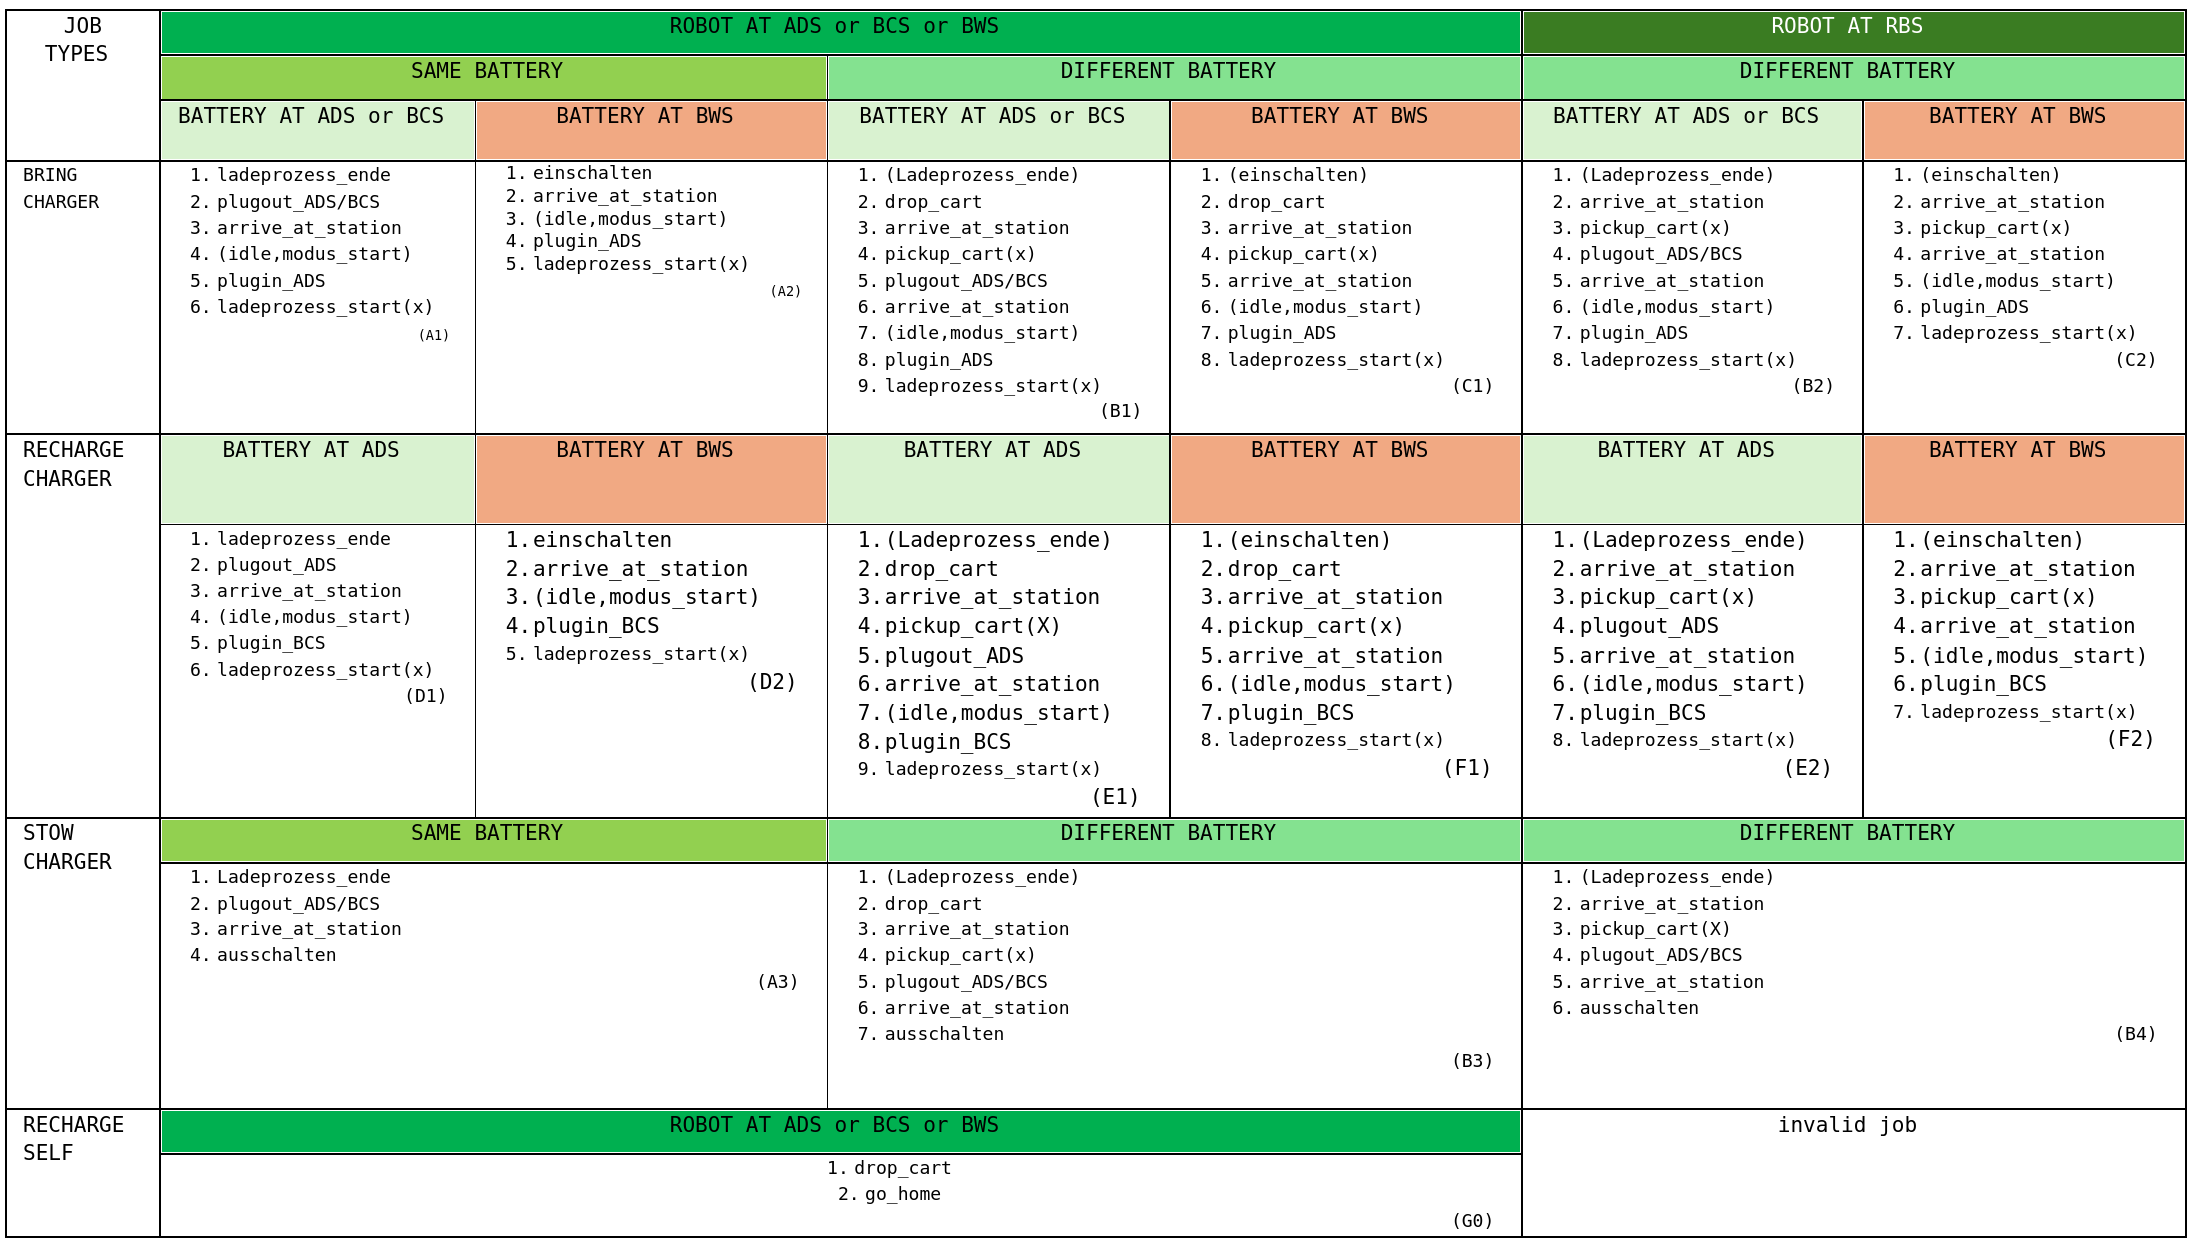 JOB
TYPES
ROBOT AT ADS or BCS or BWS
ROBOT AT RBS
SAME BATTERY
DIFFERENT BATTERY
DIFFERENT BATTERY
BATTERY AT ADS or BCS
BATTERY AT BWS
BATTERY AT ADS or BCS
BATTERY AT BWS
BATTERY AT ADS or BCS
BATTERY AT BWS
BRING
CHARGER
1. ladeprozess_ende
2. plugout_ADS/BCS
3. arrive_at_station
4. (idle,modus_start)
5. plugin_ADS
6. ladeprozess_start(x)
(A1)
1. einschalten
2. arrive_at_station
3. (idle,modus_start)
4. plugin_ADS
5. ladeprozess_start(x)
(A2)
1. (Ladeprozess_ende)
2. drop_cart
3. arrive_at_station
4. pickup_cart(x)
5. plugout_ADS/BCS
6. arrive_at_station
7. (idle,modus_start)
8. plugin_ADS
9. ladeprozess_start(x)
(B1)
1. (einschalten)
2. drop_cart
3. arrive_at_station
4. pickup_cart(x)
5. arrive_at_station
6. (idle,modus_start)
7. plugin_ADS
8. ladeprozess_start(x)
(C1)
1. (Ladeprozess_ende)
2. arrive_at_station
3. pickup_cart(x)
4. plugout_ADS/BCS
5. arrive_at_station
6. (idle,modus_start)
7. plugin_ADS
8. ladeprozess_start(x)
(B2)
1. (einschalten)
2. arrive_at_station
3. pickup_cart(x)
4. arrive_at_station
5. (idle,modus_start)
6. plugin_ADS
7. ladeprozess_start(x)
(C2)
RECHARGE
CHARGER
BATTERY AT ADS
BATTERY AT BWS
BATTERY AT ADS
BATTERY AT BWS
BATTERY AT ADS
BATTERY AT BWS
1. ladeprozess_ende
2. plugout_ADS
3. arrive_at_station
4. (idle,modus_start)
5. plugin_BCS
6. ladeprozess_start(x)
(D1)
1. einschalten
2. arrive_at_station
3. (idle,modus_start)
4. plugin_BCS
5. ladeprozess_start(x)
(D2)
1. (Ladeprozess_ende)
2. drop_cart
3. arrive_at_station
4. pickup_cart(X)
5. plugout_ADS
6. arrive_at_station
7. (idle,modus_start)
8. plugin_BCS
9. ladeprozess_start(x)
(E1)
1. (einschalten)
2. drop_cart
3. arrive_at_station
4. pickup_cart(x)
5. arrive_at_station
6. (idle,modus_start)
7. plugin_BCS
8. ladeprozess_start(x)
(F1)
1. (Ladeprozess_ende)
2. arrive_at_station
3. pickup_cart(x)
4. plugout_ADS
5. arrive_at_station
6. (idle,modus_start)
7. plugin_BCS
8. ladeprozess_start(x)
(E2)
1. (einschalten)
2. arrive_at_station
3. pickup_cart(x)
4. arrive_at_station
5. (idle,modus_start)
6. plugin_BCS
7. ladeprozess_start(x)
(F2)
STOW
CHARGER
SAME BATTERY
DIFFERENT BATTERY
DIFFERENT BATTERY
1. Ladeprozess_ende
2. plugout_ADS/BCS
3. arrive_at_station
4. ausschalten
(A3)
1. (Ladeprozess_ende)
2. drop_cart
3. arrive_at_station
4. pickup_cart(x)
5. plugout_ADS/BCS
6. arrive_at_station
7. ausschalten
(B3)
1. (Ladeprozess_ende)
2. arrive_at_station
3. pickup_cart(X)
4. plugout_ADS/BCS
5. arrive_at_station
6. ausschalten
(B4)
RECHARGE
SELF
ROBOT AT ADS or BCS or BWS
invalid job
1. drop_cart
2. go_home
(G0)